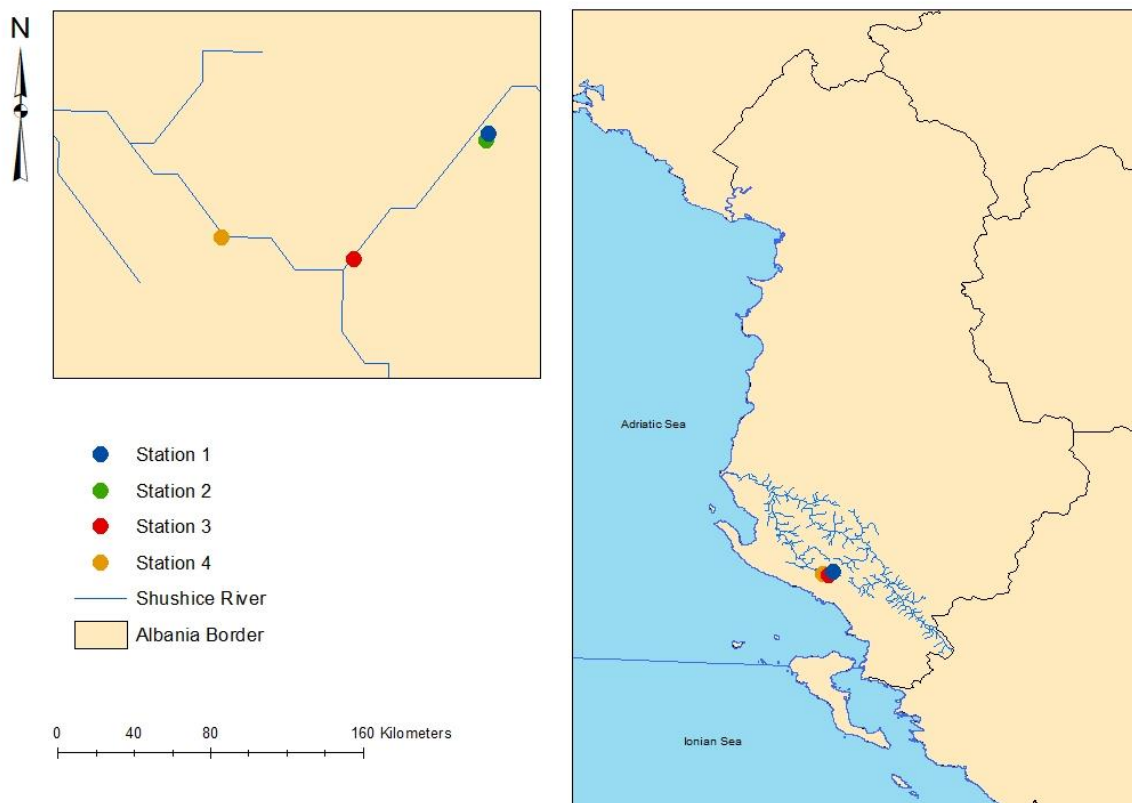 N
Station 1
Station 2
Station 3
Station 4
Shushice River
Albania Border
0 40 80 160 Kilometers
Adriatic Sea
Ionian Sea